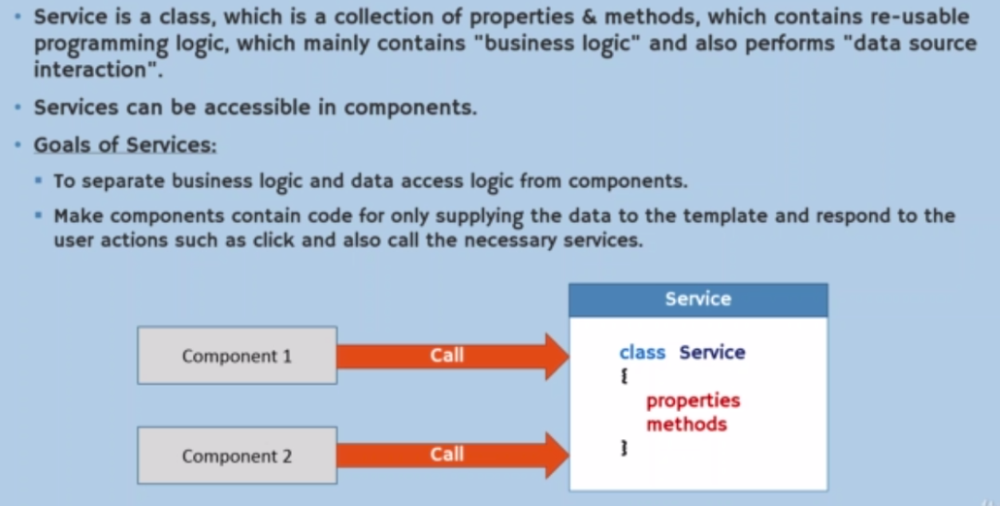 • Service is a class, which is a collection of properties & methods, which contains re-usable
programming logic, which mainly contains "business logic" and also performs "data source
interaction".
• Services can be accessible in components.
• Goals of Services:
▪ To separate business logic and data access logic from components.
▪ Make components contain code for only supplying the data to the template and respond to the
user actions such as click and also call the necessary services.
Service
Component 1
Call
class Service
{
properties
methods
}
Component 2
Call